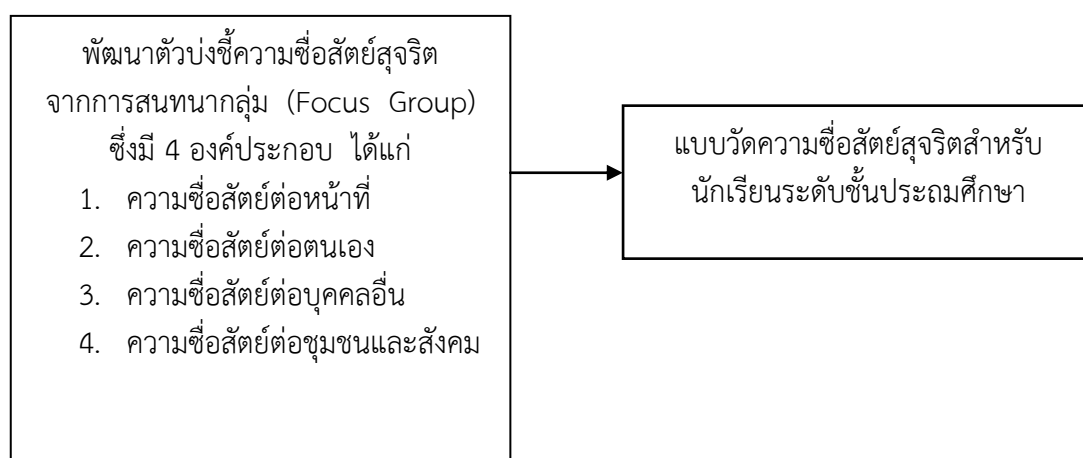 พัฒนาตัวบ่งชี้ความซื่อสัตย์สุจริต
จากการสนทนากลุ่ม (Focus Group)
ซึ่งมี 4 องค์ประกอบ ได้แก่
1. ความซื่อสัตย์ต่อหน้าที่
2. ความซื่อสัตย์ต่อตนเอง
3. ความซื่อสัตย์ต่อบุคคลอื่น
4. ความซื่อสัตย์ต่อชุมชนและสังคม
แบบวัดความซื่อสัตย์สุจริตสำหรับ
นักเรียนระดับชั้นประถมศึกษา